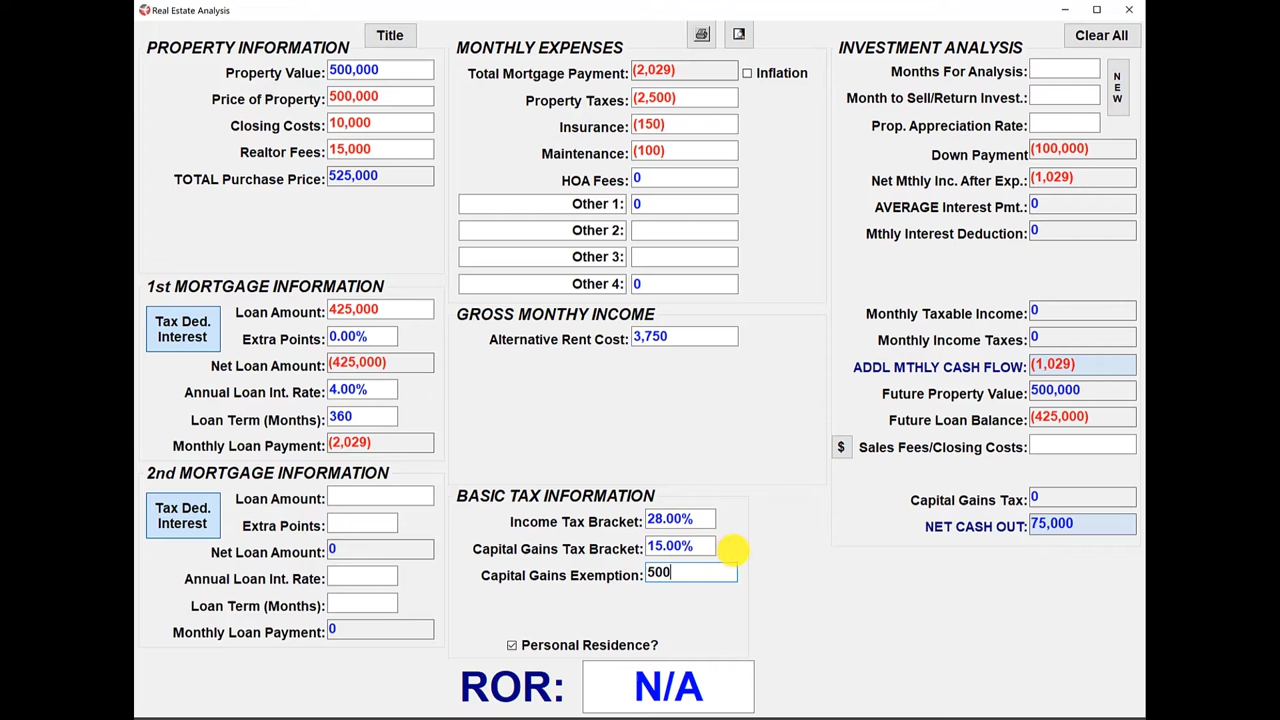 Real Estate Analysis
Title
Clear All
PROPERTY INFORMATION
Property Value: 500,000
Price of Property: 500,000
Closing Costs: 10,000
Realtor Fees: 15,000
TOTAL Purchase Price: 525,000
1st MORTGAGE INFORMATION
Tax Ded. Interest
Loan Amount: 425,000
Extra Points: 0.00%
Net Loan Amount: (425,000)
Annual Loan Int. Rate: 4.00%
Loan Term (Months): 360
Monthly Loan Payment: (2,029)
2nd MORTGAGE INFORMATION
Tax Ded. Interest
Loan Amount:
Extra Points:
Net Loan Amount: 0
Annual Loan Int. Rate:
Loan Term (Months):
Monthly Loan Payment: 0
MONTHLY EXPENSES
Total Mortgage Payment: (2,029) Inflation
Property Taxes: (2,500)
Insurance: (150)
Maintenance: (100)
HOA Fees: 0
Other 1: 0
Other 2:
Other 3:
Other 4: 0
GROSS MONTHY INCOME
Alternative Rent Cost: 3,750
BASIC TAX INFORMATION
Income Tax Bracket: 28.00%
Capital Gains Tax Bracket: 15.00%
Capital Gains Exemption: 500
Personal Residence?
ROR: N/A
INVESTMENT ANALYSIS
Months For Analysis:
Month to Sell/Return Invest.:
Prop. Appreciation Rate:
NEW
Down Payment (100,000)
Net Mthly Inc. After Exp.: (1,029)
AVERAGE Interest Pmt.: 0
Mthly Interest Deduction: 0
Monthly Taxable Income: 0
Monthly Income Taxes: 0
ADDL MTHLY CASH FLOW: (1,029)
Future Property Value: 500,000
Future Loan Balance: (425,000)
$ Sales Fees/Closing Costs:
Capital Gains Tax: 0
NET CASH OUT: 75,000